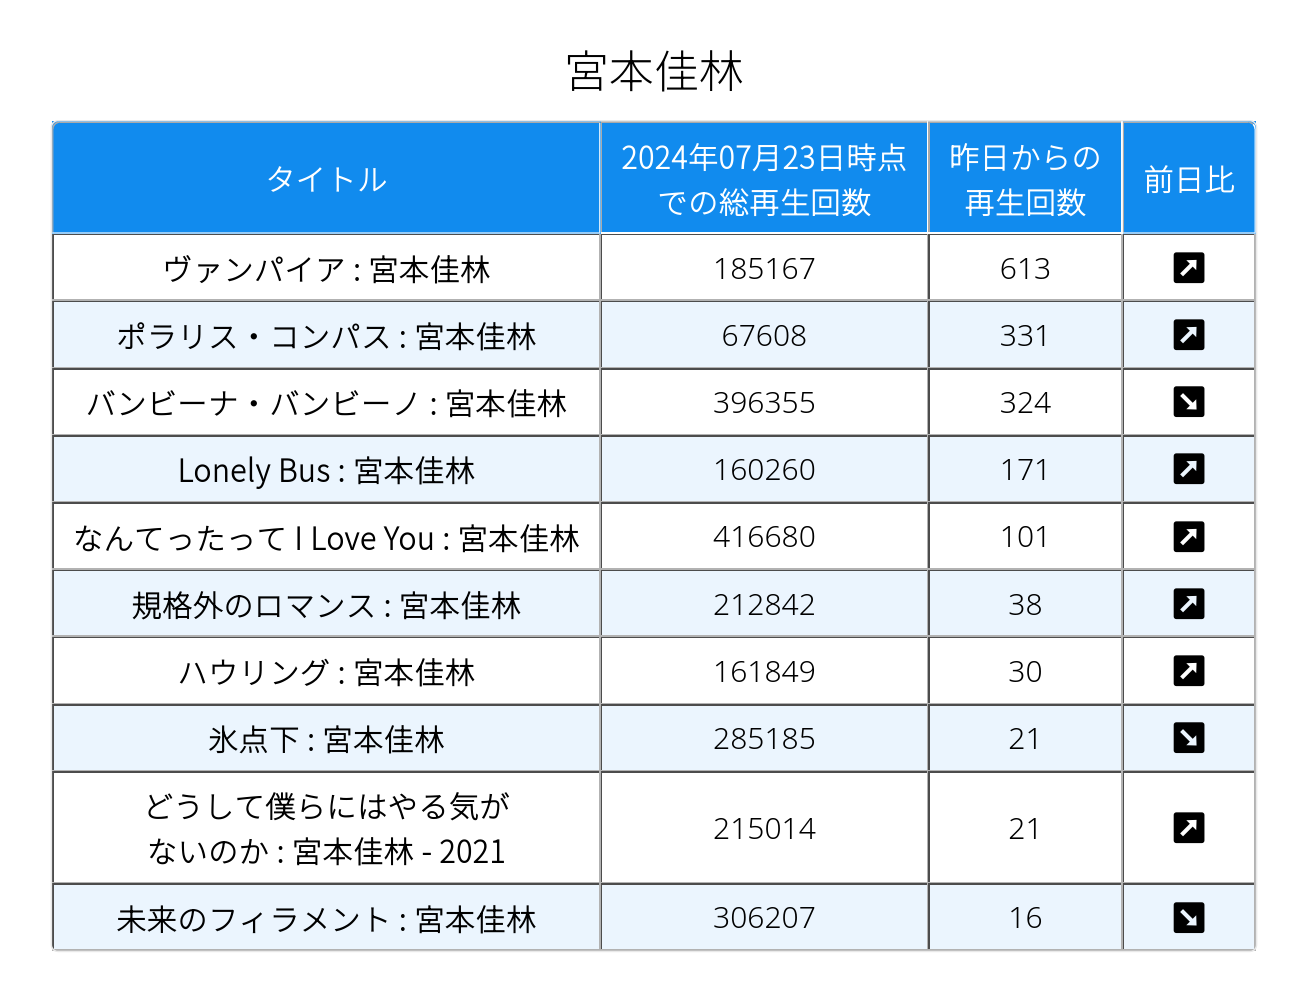 宮本佳林
タイトル
2024年07月23日時点
での総再生回数
昨日からの
再生回数
前日比
ヴァンパイア : 宮本佳林
185167
613
ポラリス・コンパス : 宮本佳林
67608
331
バンビーナ・バンビーノ : 宮本佳林
396355
324
Lonely Bus : 宮本佳林
160260
171
なんてったって I Love You : 宮本佳林
416680
101
規格外のロマンス : 宮本佳林
212842
38
ハウリング : 宮本佳林
161849
30
氷点下 : 宮本佳林
285185
21
どうして僕らにはやる気が
ないのか : 宮本佳林 - 2021
215014
21
未来のフィラメント : 宮本佳林
306207
16